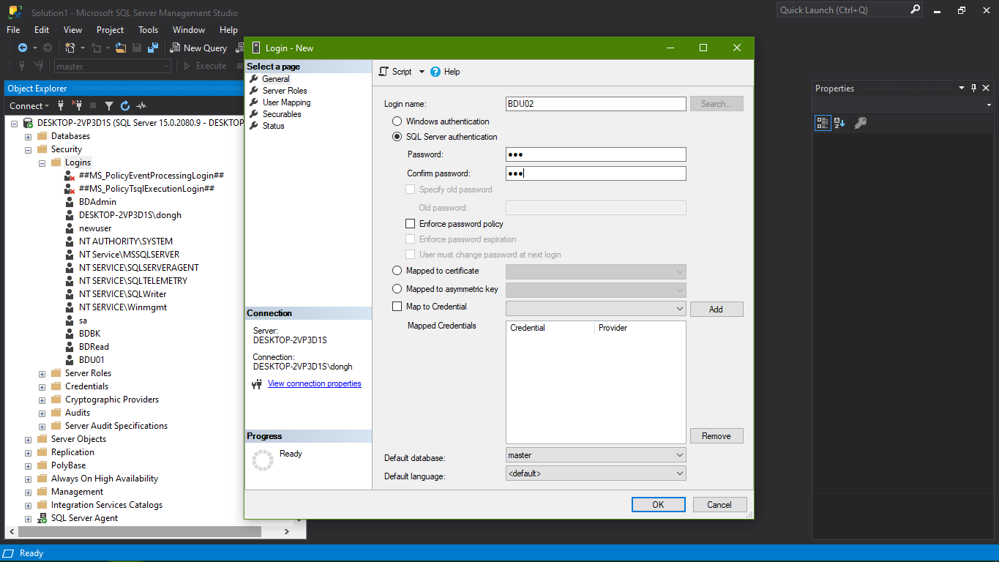 Solution1 - Microsoft SQL Server Management Studio
Quick Launch (Ctrl+Q)
File Edit View Project Tools Window Help
New Query
master
Execute
Object Explorer
Connect
DESKTOP-2VP3D1S (SQL Server 15.0.2080.9 - DESKTOP
Databases
Security
Logins
##MS_PolicyEventProcessingLogin##
##MS_PolicyTsqlExecutionLogin##
BDAdmin
DESKTOP-2VP3D1S\dongh
newuser
NT AUTHORITY\SYSTEM
NT Service\MSSQLSERVER
NT SERVICE\SQLSERVERAGENT
NT SERVICE\SQLTELEMETRY
NT SERVICE\SQLWriter
NT SERVICE\Winmgmt
sa
BDBK
BDRead
BDU01
Server Roles
Credentials
Cryptographic Providers
Audits
Server Audit Specifications
Server Objects
Replication
PolyBase
Always On High Availability
Management
Integration Services Catalogs
SQL Server Agent
Login - New
Select a page
General
Server Roles
User Mapping
Securables
Status
Connection
Server:
DESKTOP-2VP3D1S
Connection:
DESKTOP-2VP3D1S\dongh
View connection properties
Progress
Ready
Script Help
Login name: BDU02 Search...
Windows authentication
SQL Server authentication
Password: ●●●
Confirm password: ●●●
Specify old password
Old password:
Enforce password policy
Enforce password expiration
User must change password at next login
Mapped to certificate
Mapped to asymmetric key
Map to Credential Add
Mapped Credentials Credential Provider
Remove
Default database: master
Default language: <default>
OK Cancel
Properties
Ready